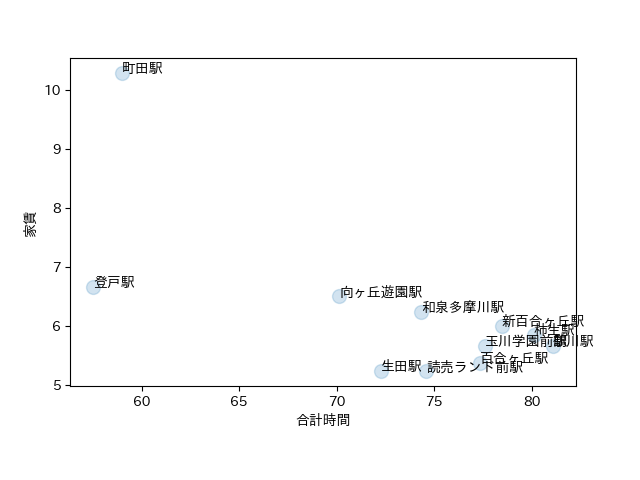 町田駅
登戸駅
向ヶ丘遊園駅
和泉多摩川駅
新百合ヶ丘駅
柿生駅
玉川学園前駅
百合ヶ丘駅
生田駅
読売ランド前駅
10
9
8
7
6
5
家賃
60
65
70
75
80
合計時間